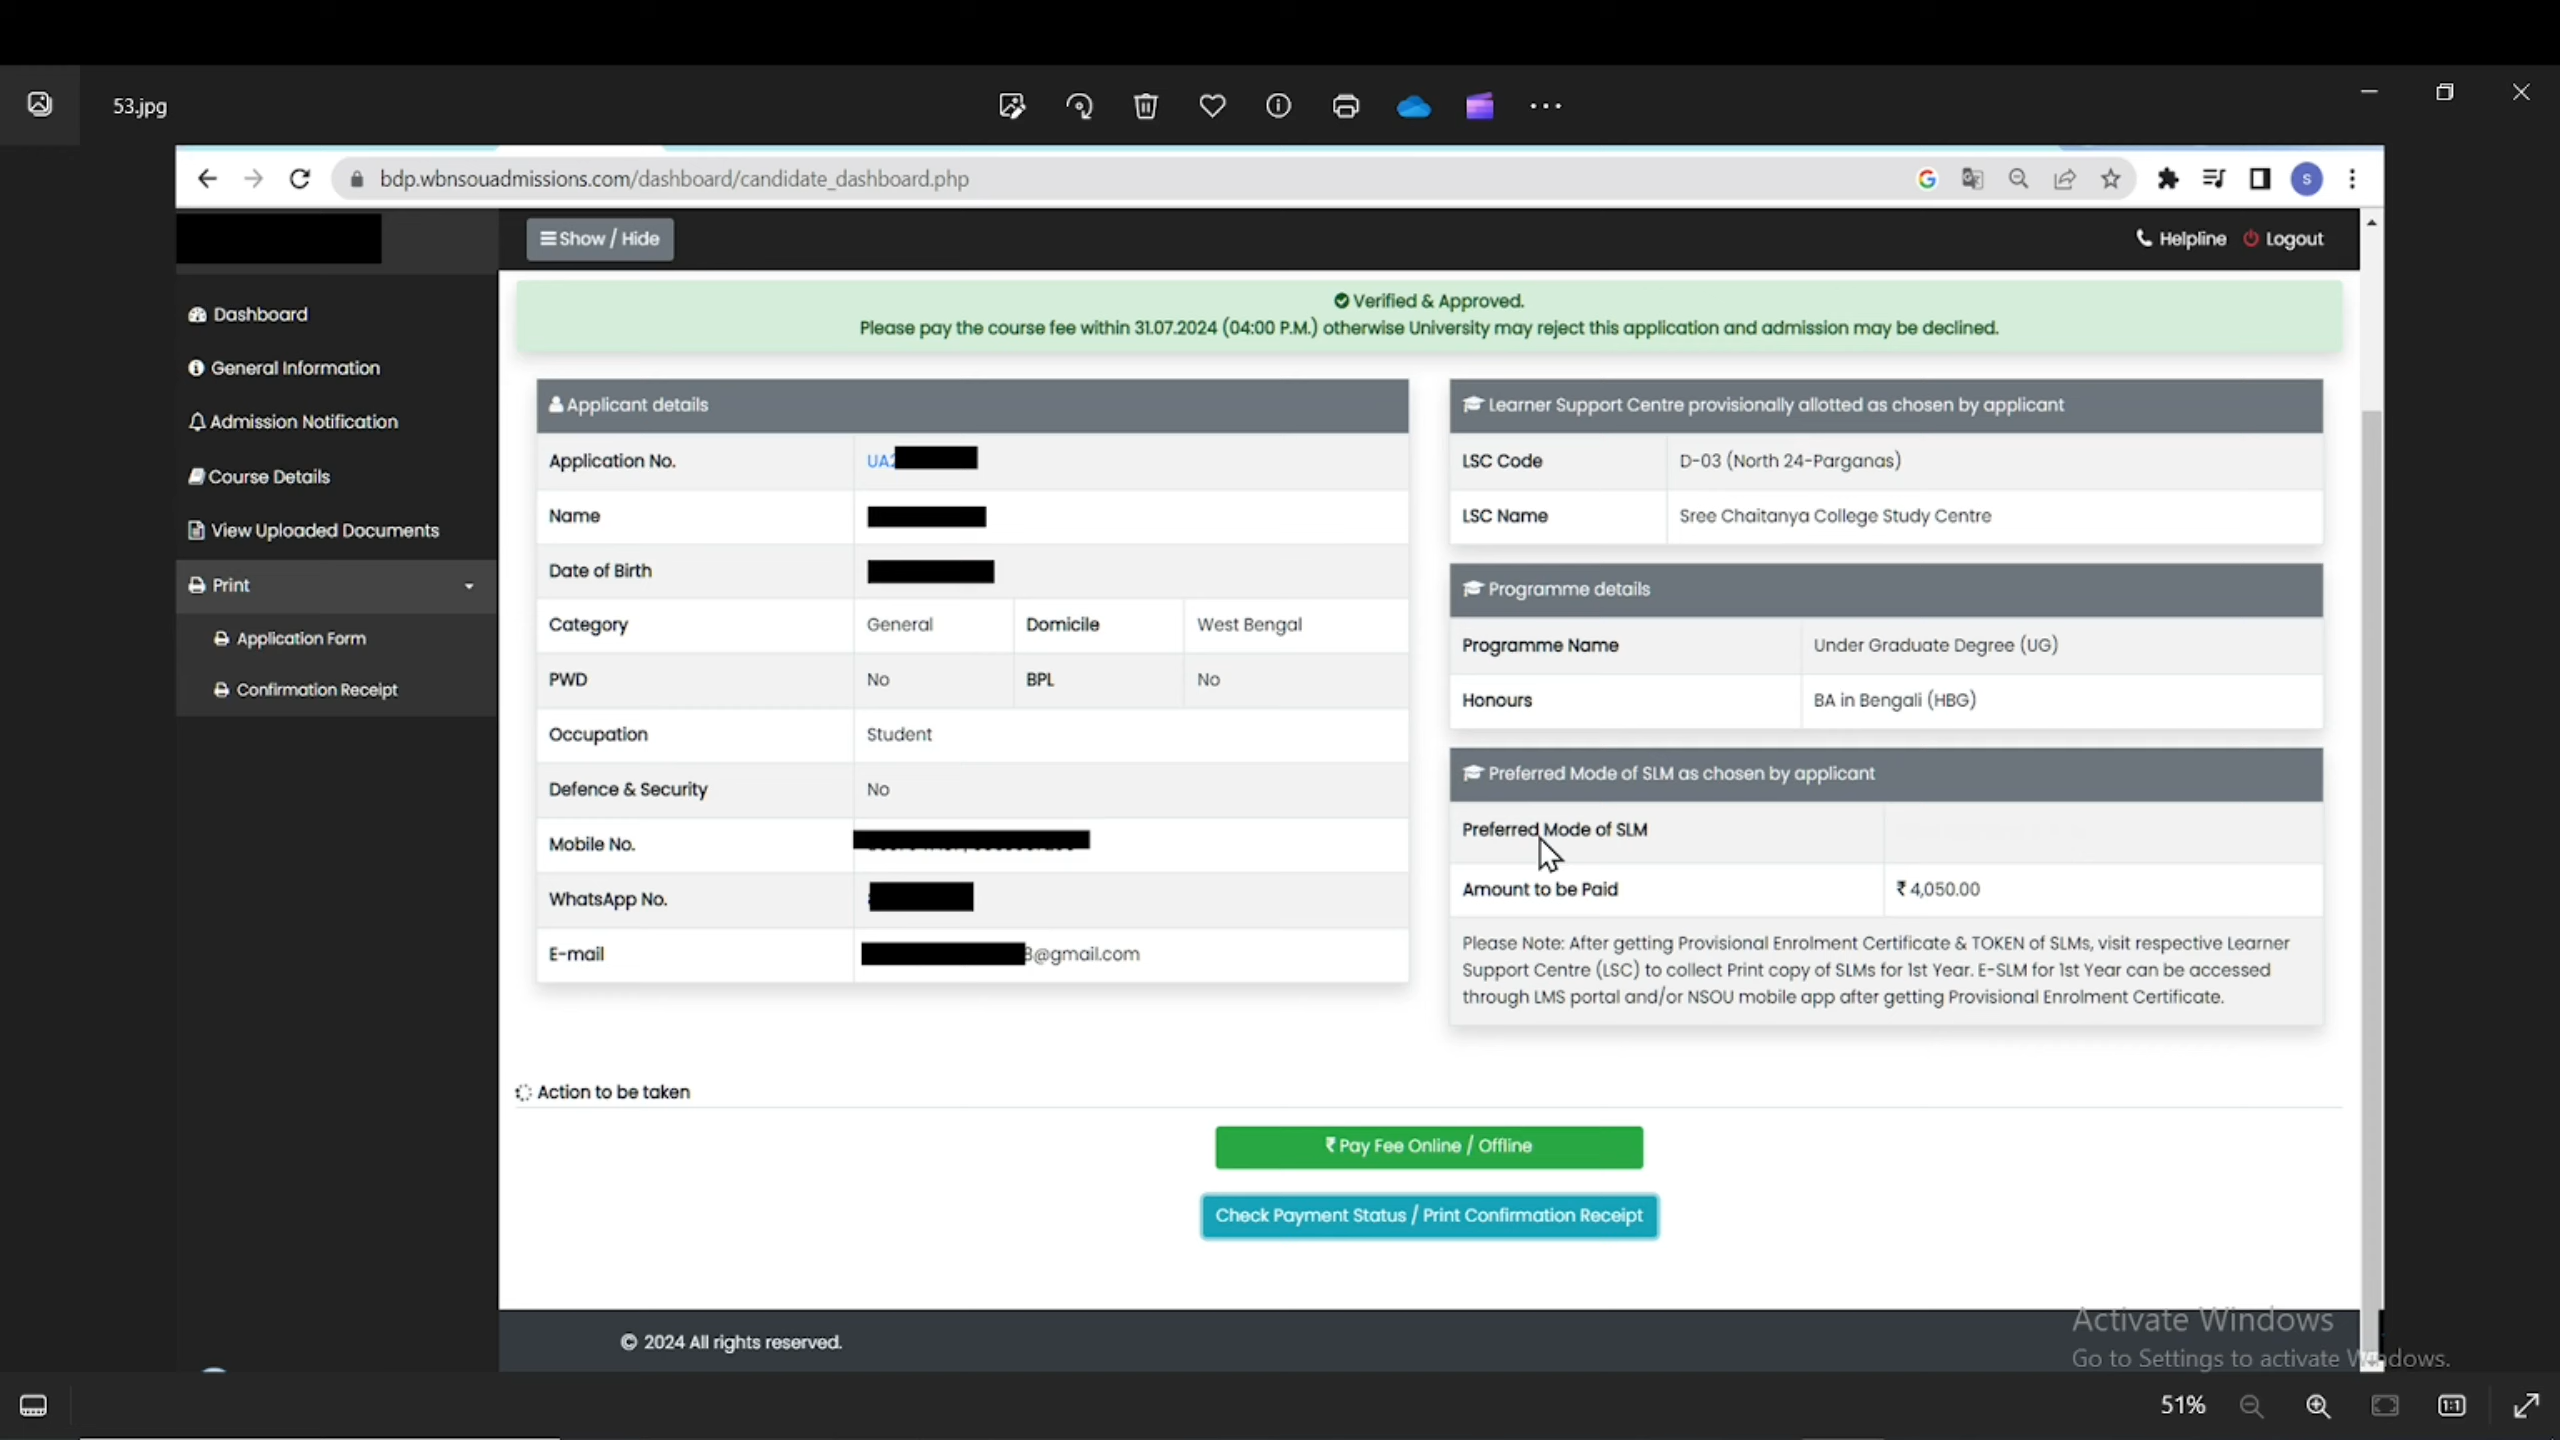 53.jpg
bdp.wbnsouadmissions.com/dashboard/candidate_dashboard.php
S
Show / Hide
Helpline
Logout
Dashboard
General Information
Admission Notification
Course Details
View Uploaded Documents
Print
Application Form
Confirmation Receipt
Verified & Approved.
Please pay the course fee within 31.07.2024 (04:00 P.M.) otherwise University may reject this application and admission may be declined.
Applicant details
Application No. UA2
Name
Date of Birth
Category General Domicile West Bengal
PWD No BPL No
Occupation Student
Defence & Security No
Mobile No.
WhatsApp No.
E-mail 3@gmail.com
Learner Support Centre provisionally allotted as chosen by applicant
LSC Code D-03 (North 24-Parganas)
LSC Name Sree Chaitanya College Study Centre
Programme details
Programme Name Under Graduate Degree (UG)
Honours BA in Bengali (HBG)
Preferred Mode of SLM as chosen by applicant
Preferred Mode of SLM
Amount to be Paid ₹ 4,050.00
Please Note: After getting Provisional Enrolment Certificate & TOKEN of SLMs, visit respective Learner
Support Centre (LSC) to collect Print copy of SLMs for 1st Year. E-SLM for 1st Year can be accessed
through LMS portal and/or NSOU mobile app after getting Provisional Enrolment Certificate.
Action to be taken
₹ Pay Fee Online / Offline
Check Payment Status / Print Confirmation Receipt
© 2024 All rights reserved.
Activate Windows
Go to Settings to activate Windows.
51%
1:1